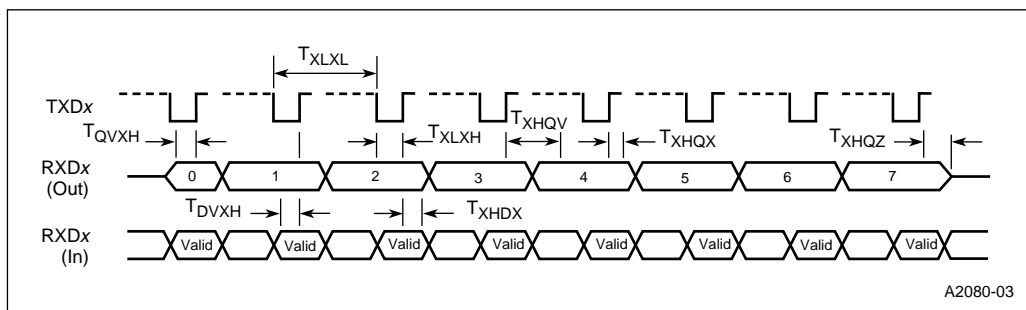 TXLXL
TXDx
TQVXH
TXLXH
TXHQV
TXHQX
TXHQZ
RXDx
(Out)
0 1 2 3 4 5 6 7
TDVXH
TXHDX
RXDx
(In)
Valid Valid Valid Valid Valid Valid Valid Valid
A2080-03